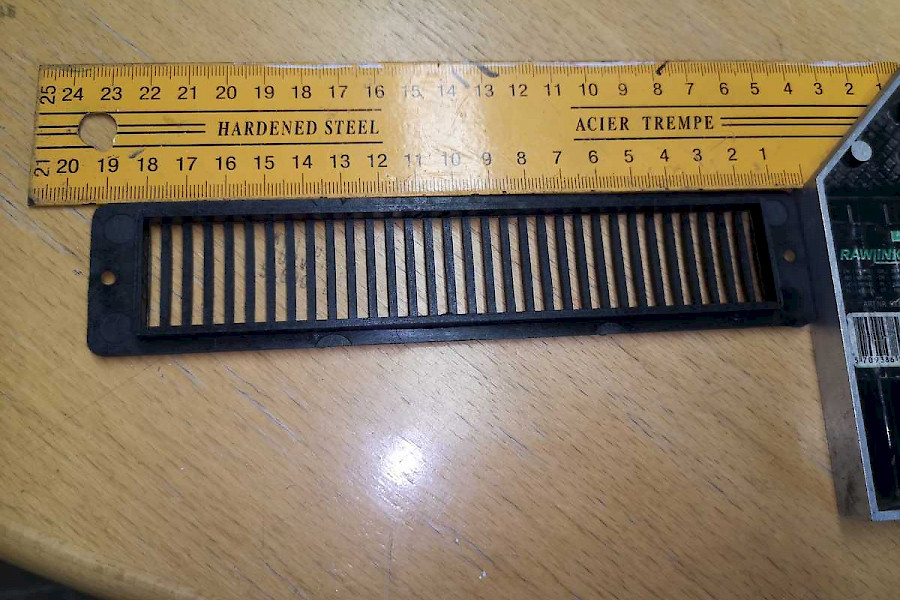 25 24 23 22 21 20 19 18 17 16 15 14 13 12 11 10 9 8 7 6 5 4 3 2 1
HARDENED STEEL ACIER TREMPE
21 20 19 18 17 16 15 14 13 12 11 10 9 8 7 6 5 4 3 2 1
RAWLINK
5 709386